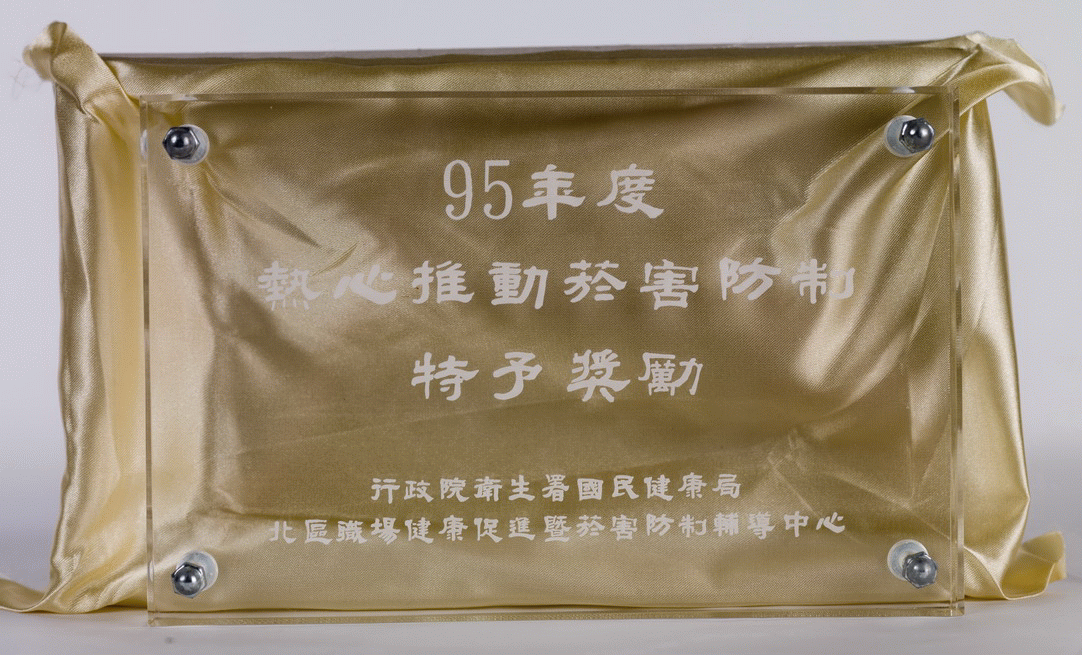 95年度
熱心推動菸害防制
特予獎勵
行政院衛生署國民健康局
北區職場健康促進暨菸害防制輔導中心